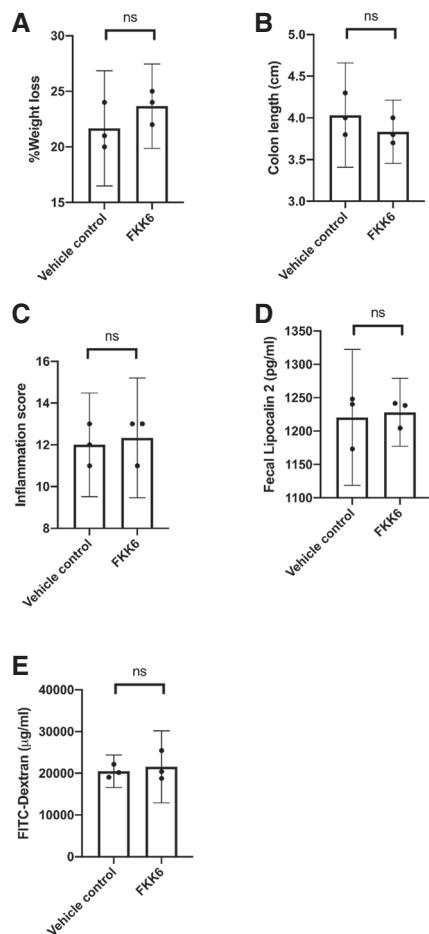 A
ns
%Weight loss
30
25
20
15
Vehicle control
FKK6
B
ns
Colon length (cm)
5.0
4.5
4.0
3.5
3.0
Vehicle control
FKK6
C
ns
Inflammation score
16
14
12
10
8
Vehicle control
FKK6
D
ns
Fecal Lipocalin 2 (pg/ml)
1350
1300
1250
1200
1150
1100
Vehicle control
FKK6
E
ns
FITC-Dextran (μg/ml)
40000
30000
20000
10000
0
Vehicle control
FKK6